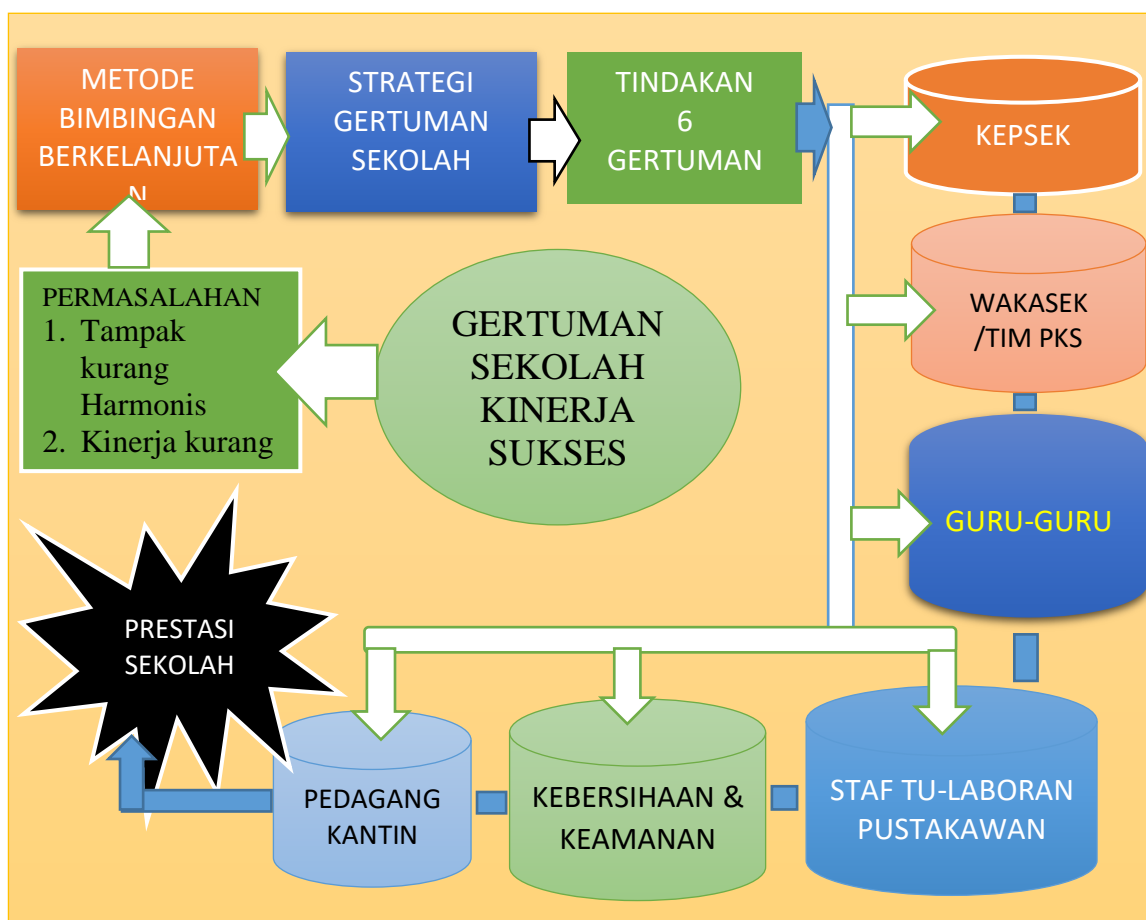 METODE
BIMBINGAN
BERKELANJUTA
N
STRATEGI
GERTUMAN
SEKOLAH
TINDAKAN
6
GERTUMAN
KEPSEK
WAKASEK
/TIM PKS
GURU-GURU
PERMASALAHAN
1. Tampak
kurang
Harmonis
2. Kinerja kurang
GERTUMAN
SEKOLAH
KINERJA
SUKSES
PRESTASI
SEKOLAH
PEDAGANG
KANTIN
KEBERSIHAAN &
KEAMANAN
STAF TU-LABORAN
PUSTAKAWAN